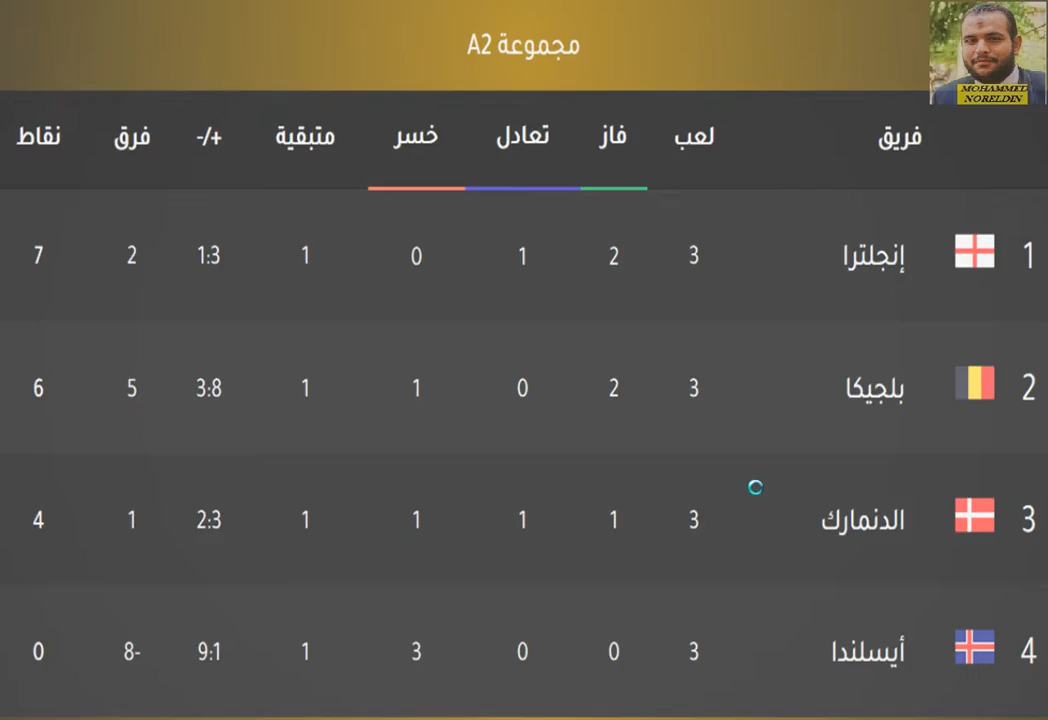 مجموعة A2
MOHAMMED
NORELDIN
فريق لعب فاز تعادل خسر متبقية +/- فرق نقاط
1 إنجلترا 3 2 1 0 1 1:3 2 7
2 بلجيكا 3 2 0 1 1 3:8 5 6
3 الدنمارك 3 1 1 1 1 2:3 1 4
4 أيسلندا 3 0 0 3 1 9:1 8- 0